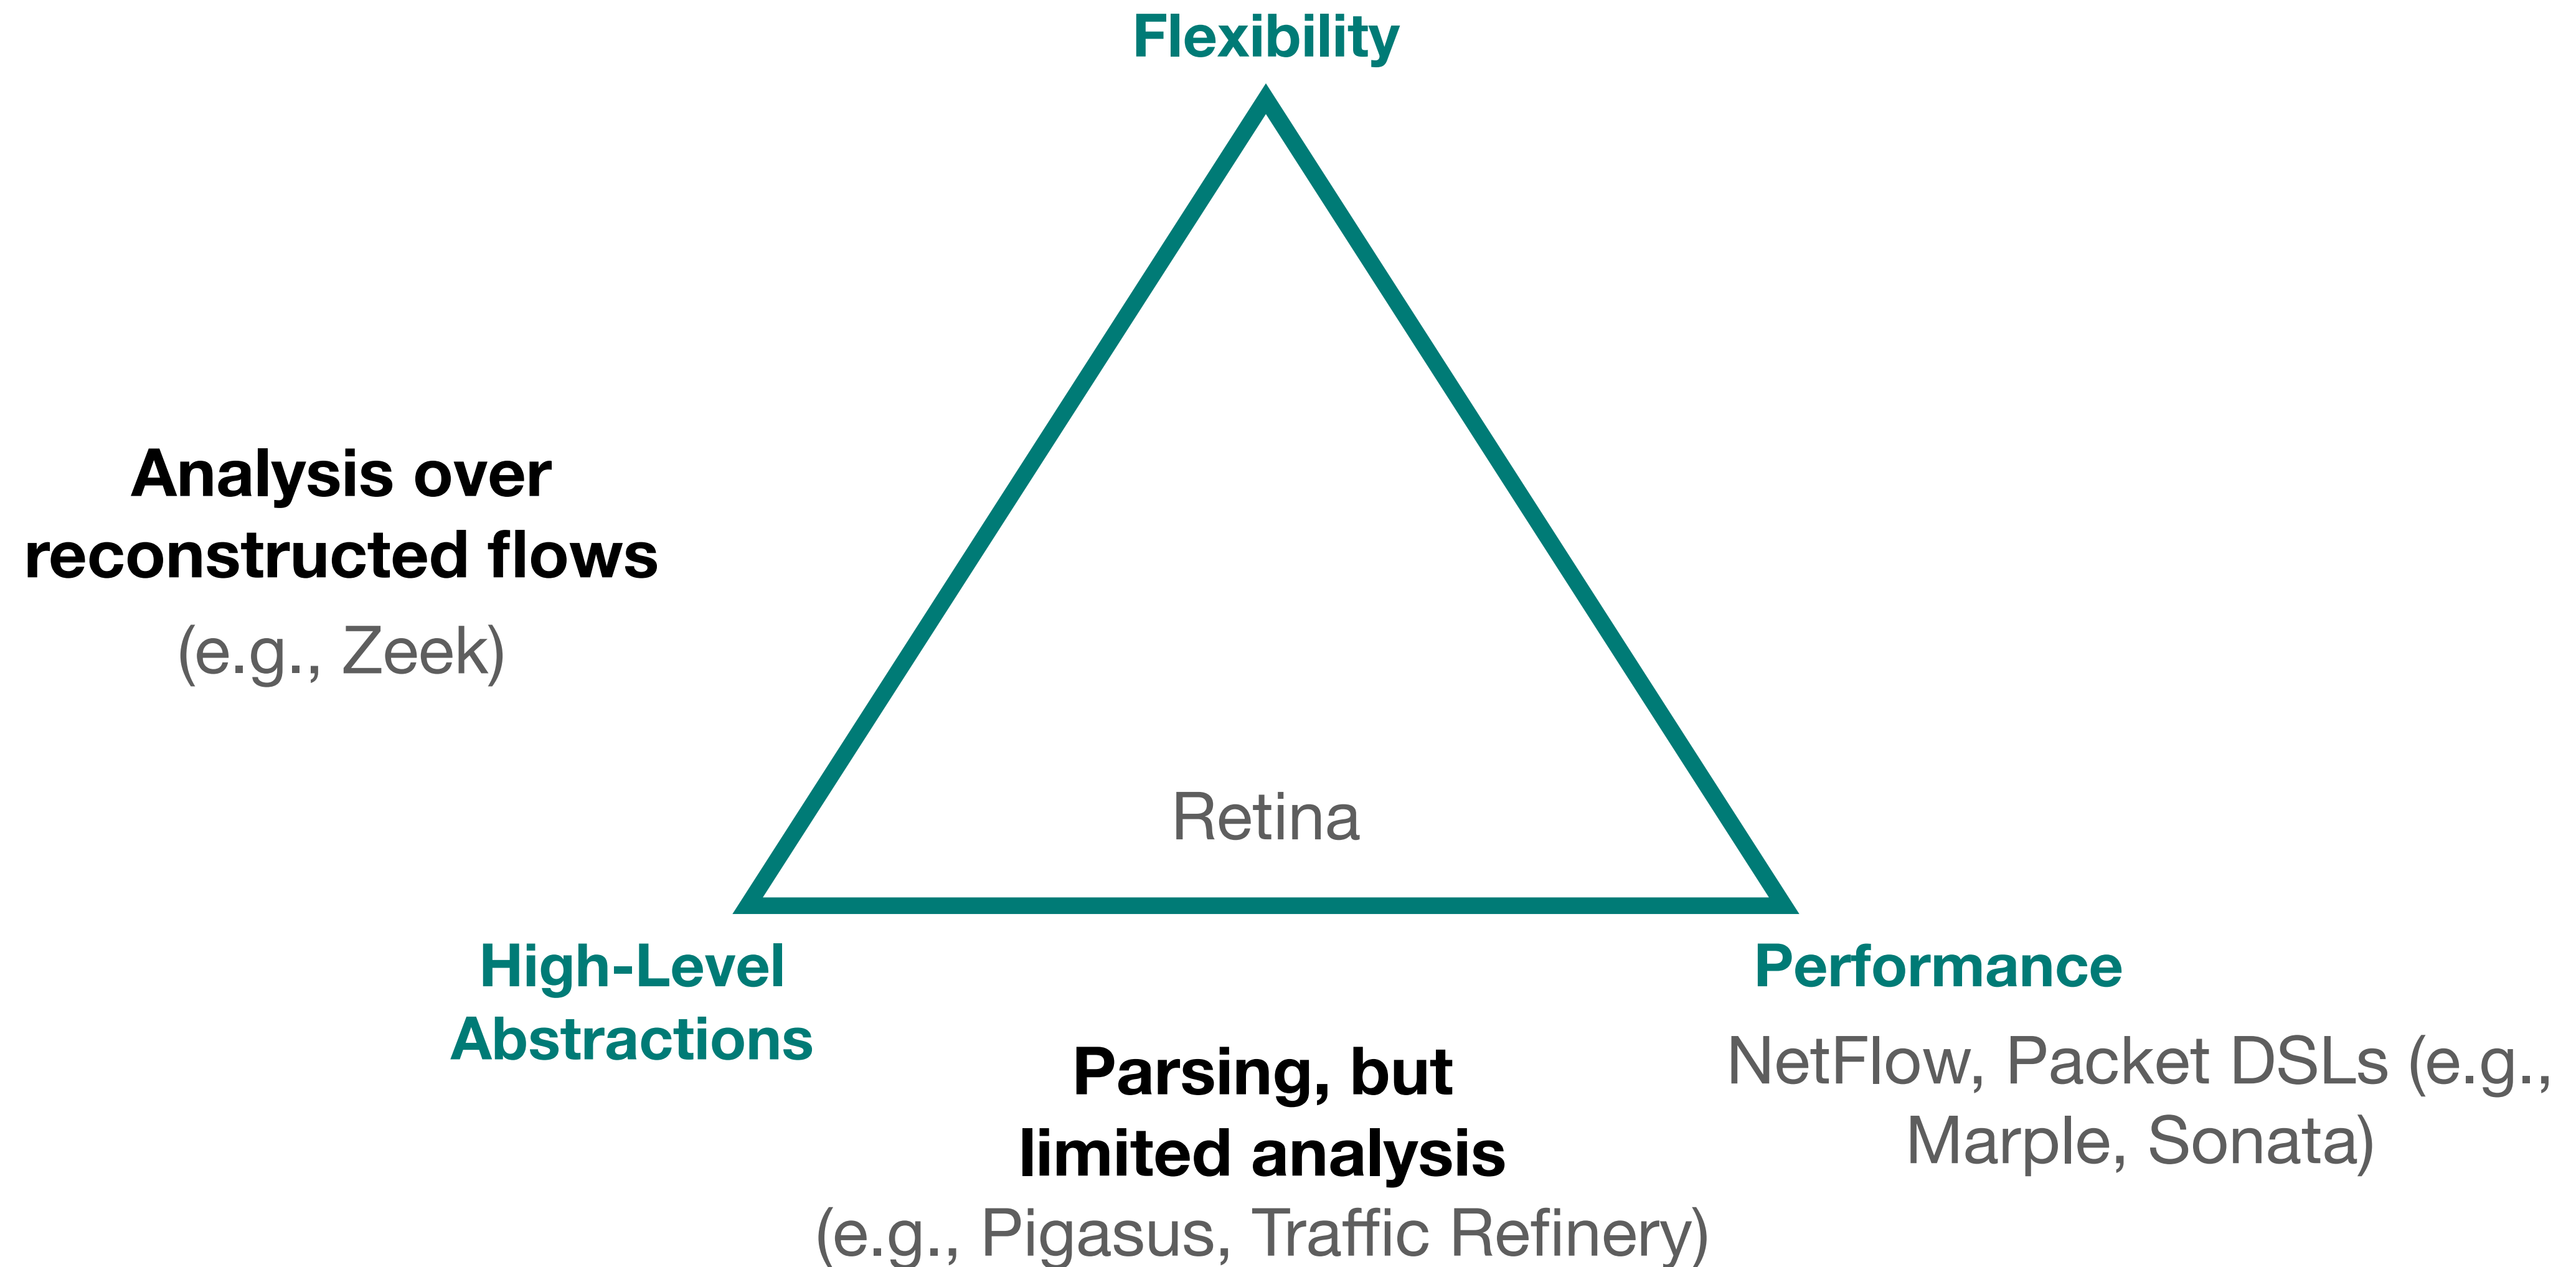 Flexibility
Analysis over
reconstructed flows
(e.g., Zeek)
Retina
High-Level
Abstractions
Performance
NetFlow, Packet DSLs (e.g.,
Marple, Sonata)
Parsing, but
limited analysis
(e.g., Pigasus, Traffic Refinery)